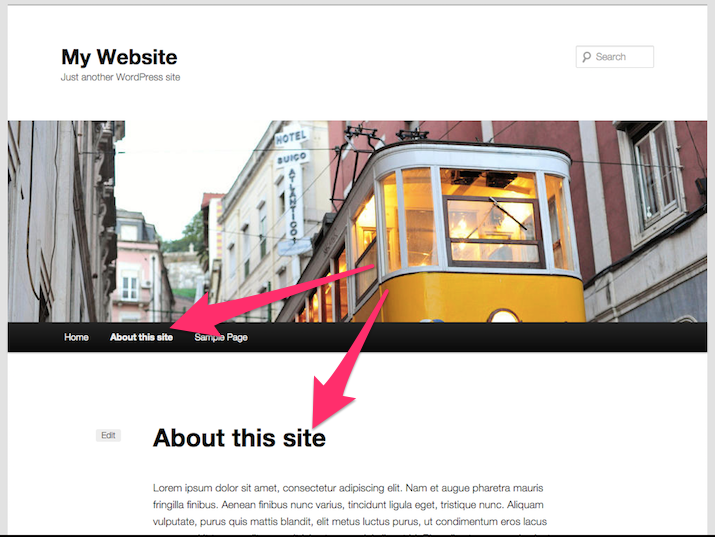 My Website
Just another WordPress site
Search
HOTEL
SUIÇO
ATLANTICO
Home About this site Sample Page
Edit
About this site
Lorem ipsum dolor sit amet, consectetur adipiscing elit. Nam et augue pharetra mauris
fringilla finibus. Aenean finibus nunc varius, tincidunt ligula eget, tristique nunc. Aliquam
vulputate, purus quis mattis blandit, elit metus luctus purus, ut condimentum eros lacus